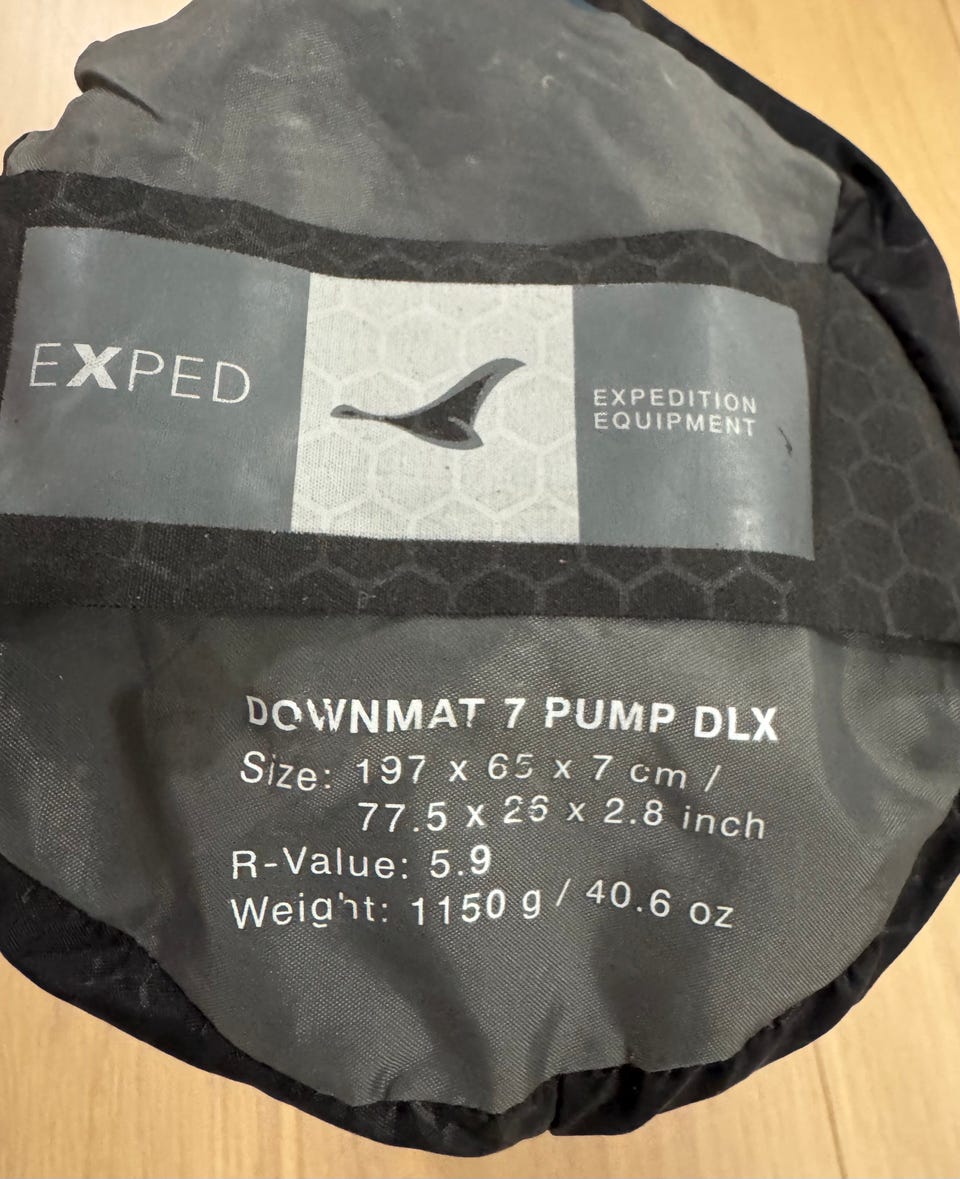 EXPED
EXPEDITION
EQUIPMENT
DOWNMAT 7 PUMP DLX
Size: 197 x 65 x 7 cm /
77.5 x 26 x 2.8 inch
R-Value: 5.9
Weight: 1150 g / 40.6 oz